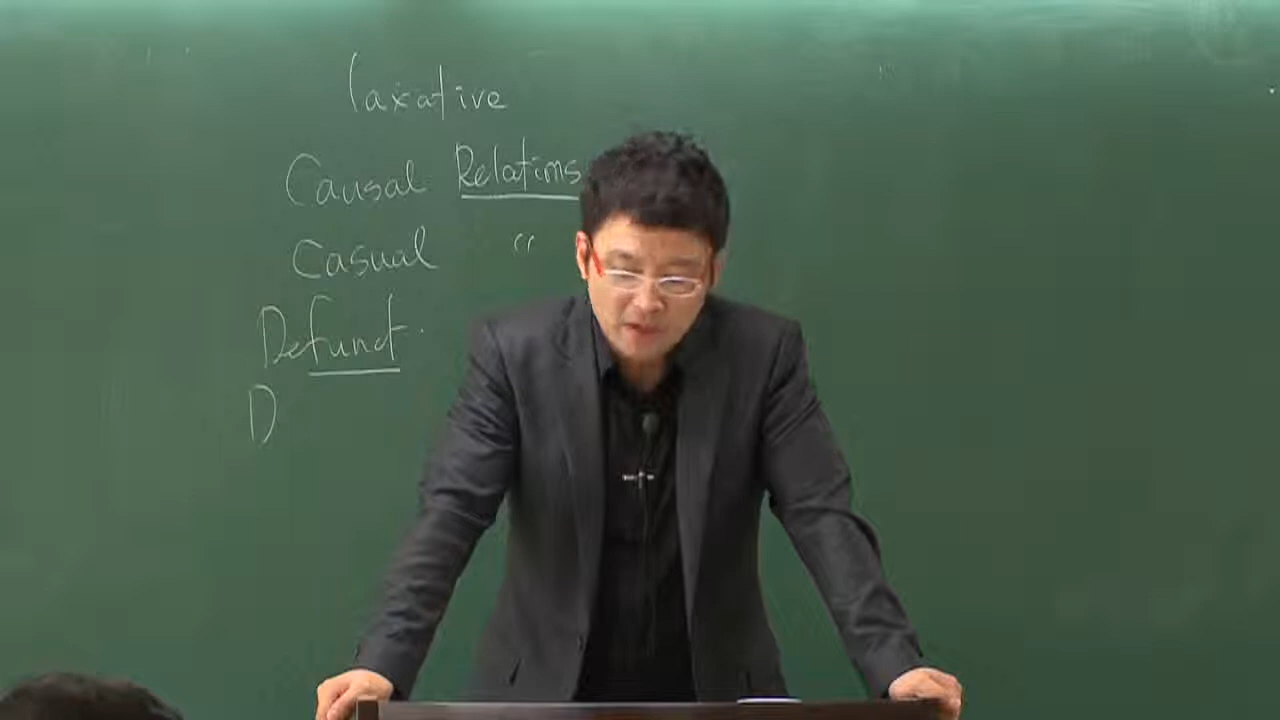 laxative
Causal Relations
Casual "
Defunct.
D